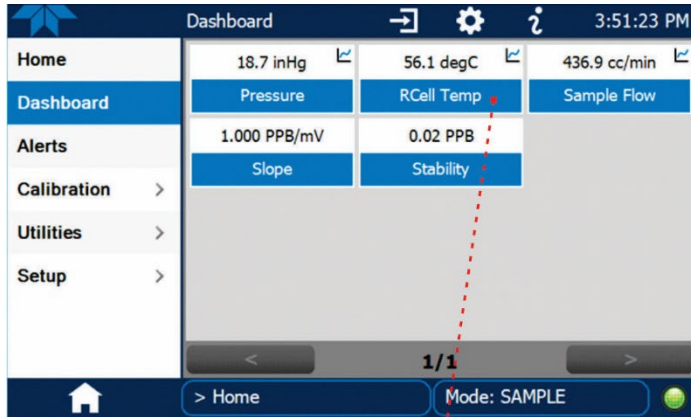 Dashboard
3:51:23 PM
Home
Dashboard
Alerts
Calibration >
Utilities >
Setup >
18.7 inHg
Pressure
56.1 degC
RCell Temp
436.9 cc/min
Sample Flow
1.000 PPB/mV
Slope
0.02 PPB
Stability
< 1/1 >
> Home
Mode: SAMPLE